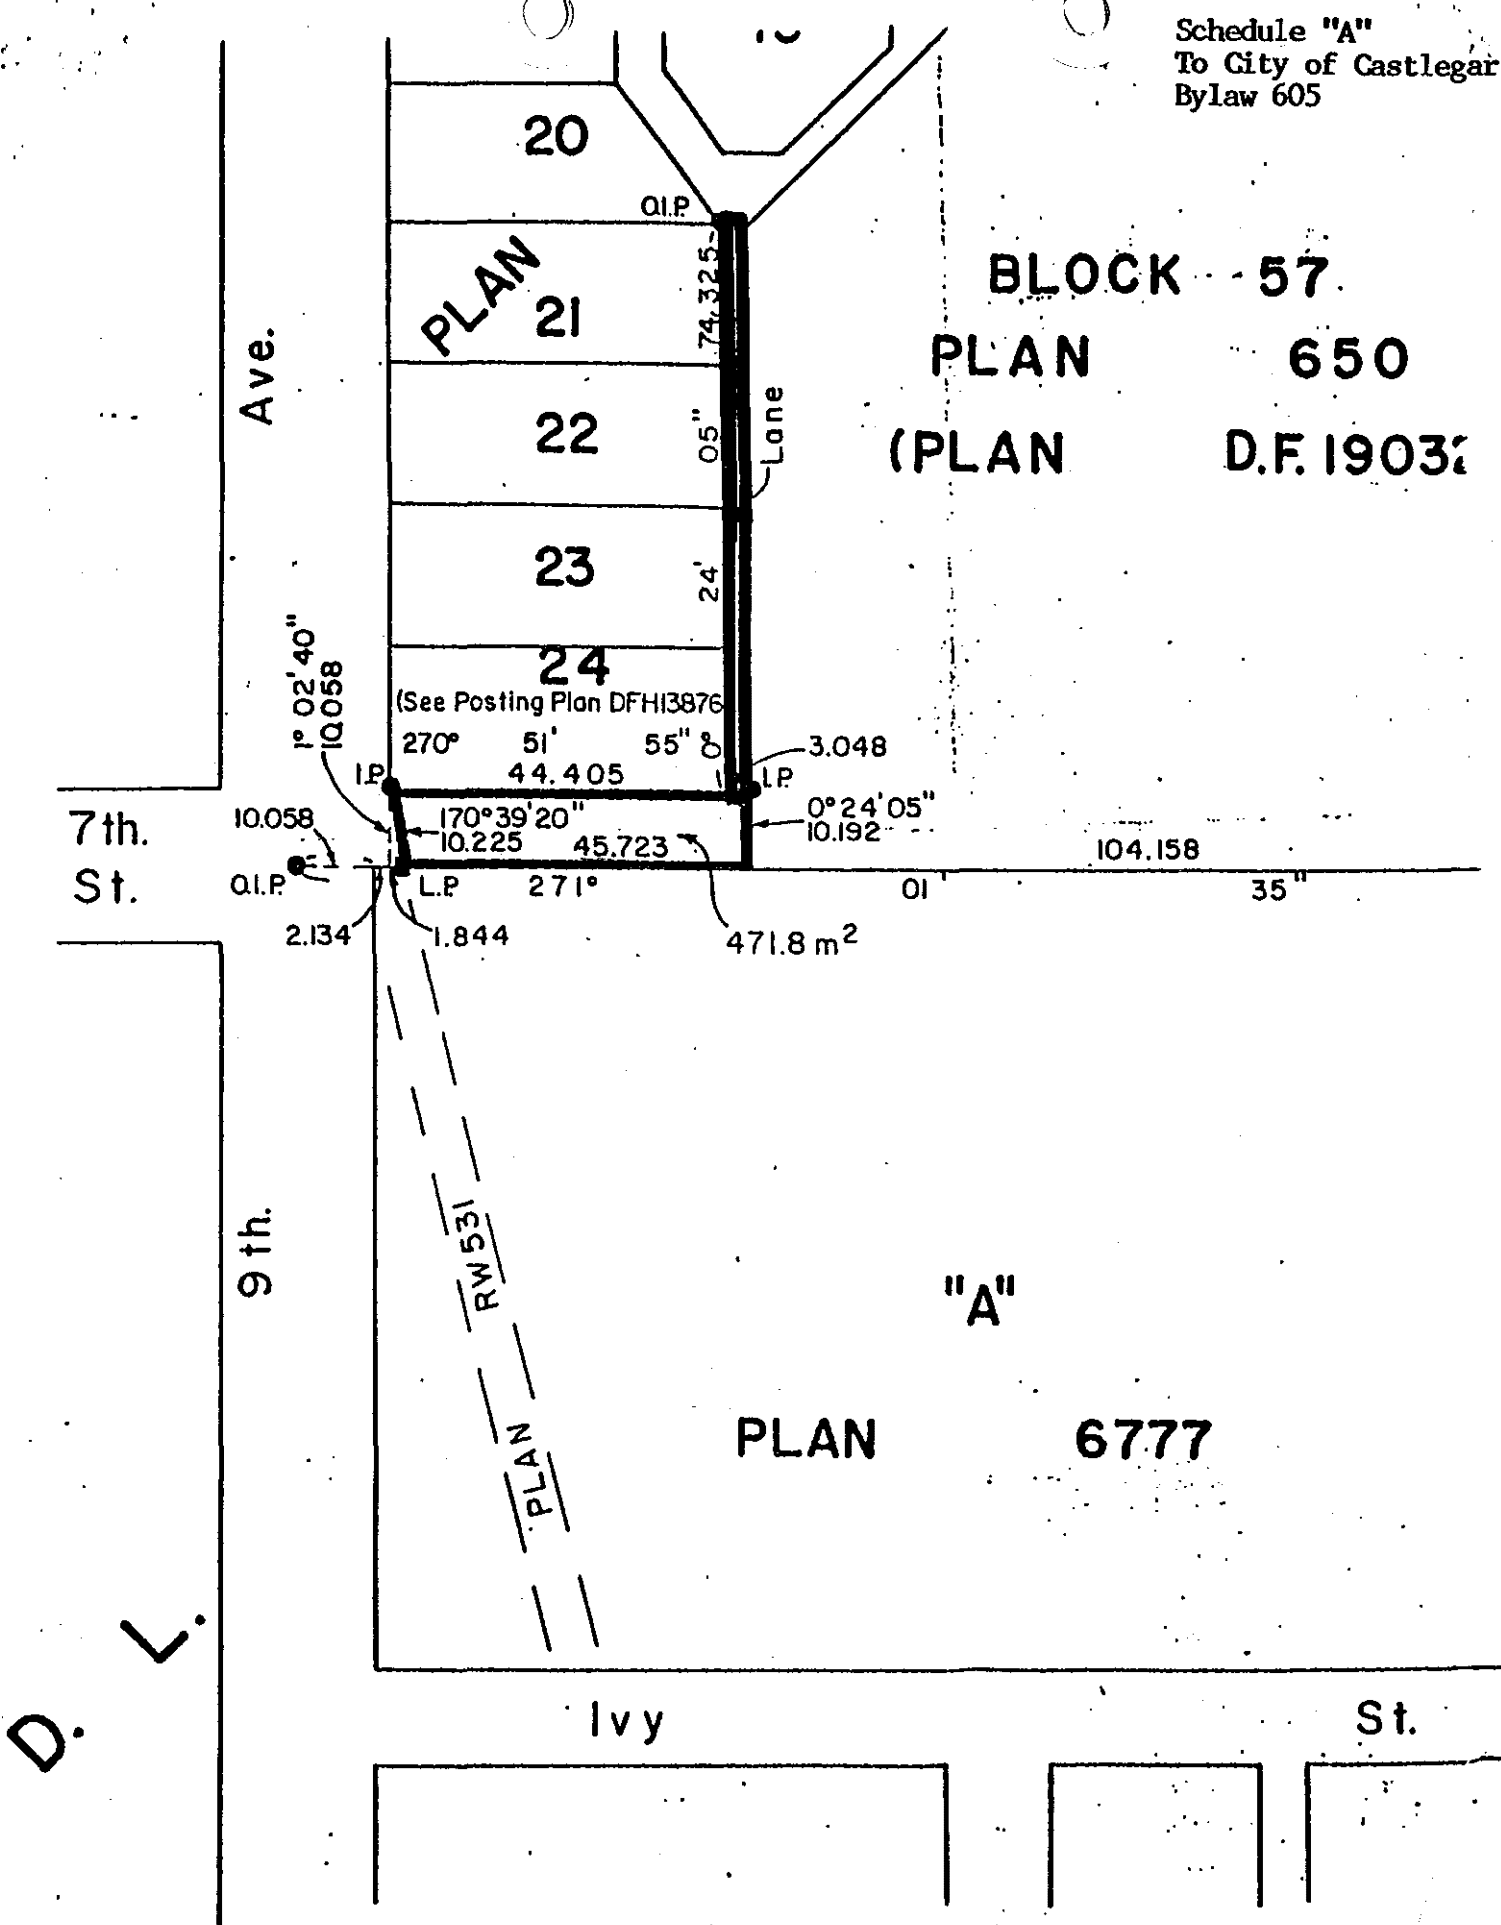 Schedule "A"
To City of Castlegar
Bylaw 605
20
O.I.P.
PLAN
21
74.325
BLOCK 57
PLAN 650
(PLAN D.F. 1903
Ave.
22
05"
Lane
23
24'
24
(See Posting Plan DFH13876
1° 02' 40"
10.058
270° 51' 55" 0°
44.405
3.048
I.P.
I.P.
7th.
St.
10.058
170° 39' 20"
10.225
45.723
0° 24' 05"
10.192
104.158
O.I.P.
L.P.
271° 01' 35"
2.134
1.844
471.8 m²
RW 531
PLAN
9th.
"A"
PLAN 6777
D. L.
Ivy St.